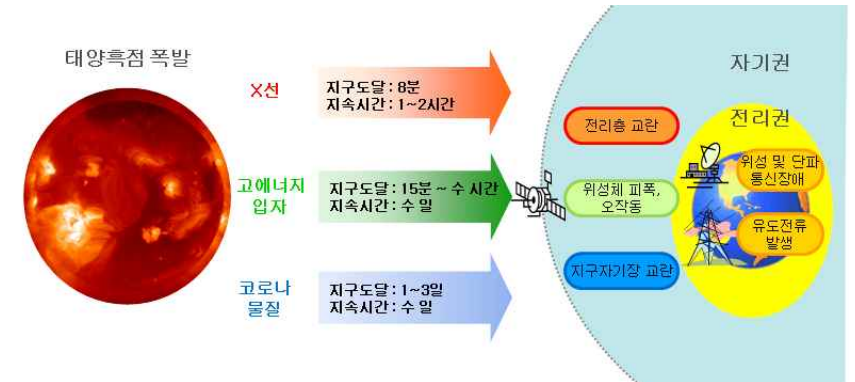 태양흑점 폭발
X선
지구도달 : 8분
지속시간 : 1~2시간
고에너지
입자
지구도달 : 15분 ~ 수 시간
지속시간 : 수 일
코로나
물질
지구도달 : 1~3일
지속시간 : 수 일
자기권
전리권
전리층 교란
위성체 피폭,
오작동
지구자기장 교란
위성 및 단파
통신장애
유도전류
발생